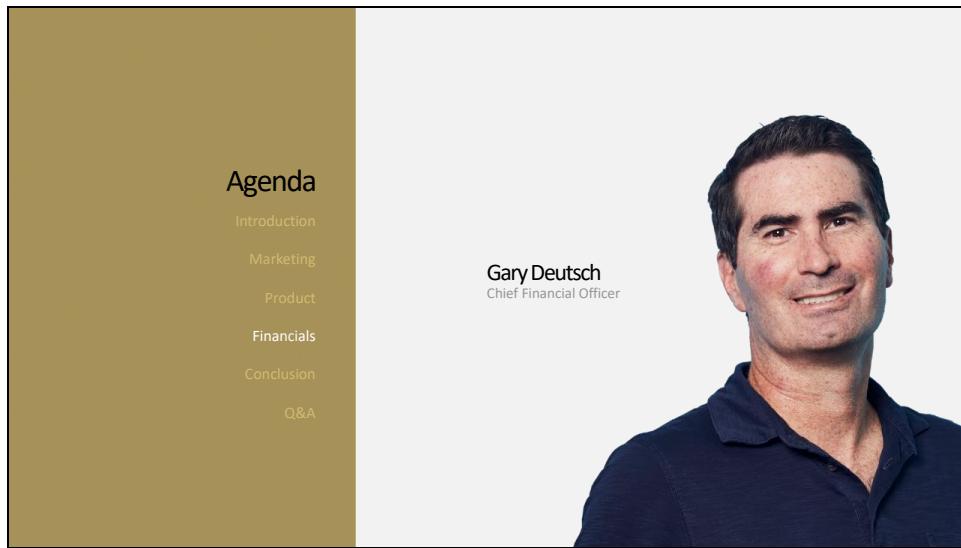 Agenda
Introduction
Marketing
Product
Financials
Conclusion
Q&A
Gary Deutsch
Chief Financial Officer